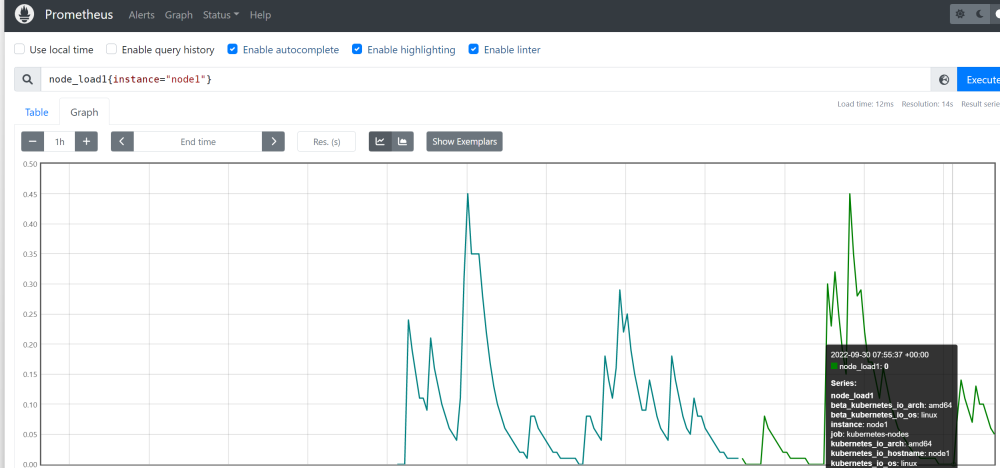 Prometheus Alerts Graph Status Help
Use local time Enable query history Enable autocomplete Enable highlighting Enable linter
node_load1{instance="node1"} Execute
Load time: 12ms Resolution: 14s Result serie
Table Graph
1h End time Res. (s) Show Exemplars
0.50
0.45
0.40
0.35
0.30
0.25
0.20
0.15
0.10
0.05
0.00
2022-09-30 07:55:37 +00:00
node_load1: 0
Series:
node_load1
beta_kubernetes_io_arch: amd64
beta_kubernetes_io_os: linux
instance: node1
job: kubernetes-nodes
kubernetes_io_arch: amd64
kubernetes_io_hostname: node1
kubernetes_io_os: linux